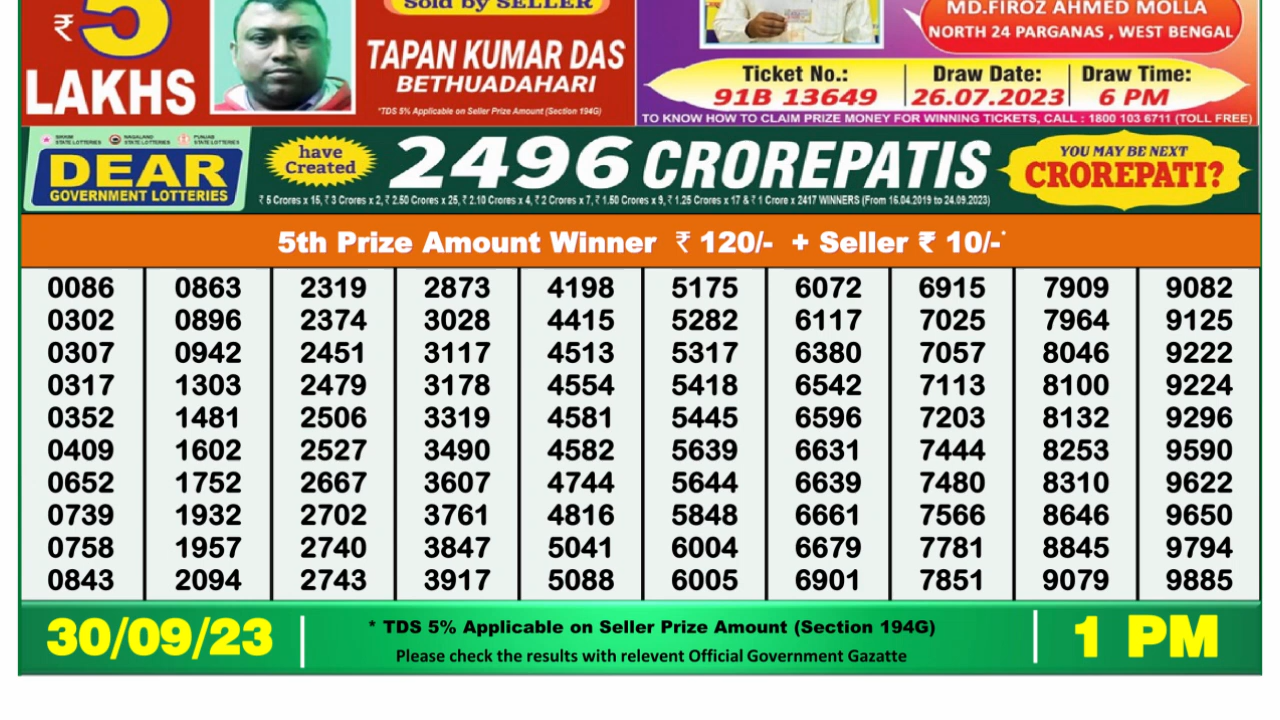 ₹ 5
LAKHS
Sold by SELLER
TAPAN KUMAR DAS
BETHUADAHARI
*TDS 5% Applicable on Seller Prize Amount (Section 194G)
MD.FIROZ AHMED MOLLA
NORTH 24 PARGANAS , WEST BENGAL
Ticket No.: Draw Date: Draw Time:
91B 13649 26.07.2023 6 PM
TO KNOW HOW TO CLAIM PRIZE MONEY FOR WINNING TICKETS, CALL : 1800 103 6711 (TOLL FREE)
SIKKIM STATE LOTTERIES NAGALAND STATE LOTTERIES PUNJAB STATE LOTTERIES
DEAR
GOVERNMENT LOTTERIES
have
Created
2496 CROREPATIS
₹ 5 Crores x 15, ₹ 3 Crores x 2, ₹ 2.50 Crores x 25, ₹ 2.10 Crores x 4, ₹ 2 Crores x 7, ₹ 1.50 Crores x 9, ₹ 1.25 Crores x 17 & ₹ 1 Crore x 2417 WINNERS (From 16.04.2019 to 24.09.2023)
YOU MAY BE NEXT
CROREPATI?
5th Prize Amount Winner ₹ 120/- + Seller ₹ 10/-*
0086 0863 2319 2873 4198 5175 6072 6915 7909 9082
0302 0896 2374 3028 4415 5282 6117 7025 7964 9125
0307 0942 2451 3117 4513 5317 6380 7057 8046 9222
0317 1303 2479 3178 4554 5418 6542 7113 8100 9224
0352 1481 2506 3319 4581 5445 6596 7203 8132 9296
0409 1602 2527 3490 4582 5639 6631 7444 8253 9590
0652 1752 2667 3607 4744 5644 6639 7480 8310 9622
0739 1932 2702 3761 4816 5848 6661 7566 8646 9650
0758 1957 2740 3847 5041 6004 6679 7781 8845 9794
0843 2094 2743 3917 5088 6005 6901 7851 9079 9885
30/09/23
* TDS 5% Applicable on Seller Prize Amount (Section 194G)
Please check the results with relevent Official Government Gazatte
1 PM